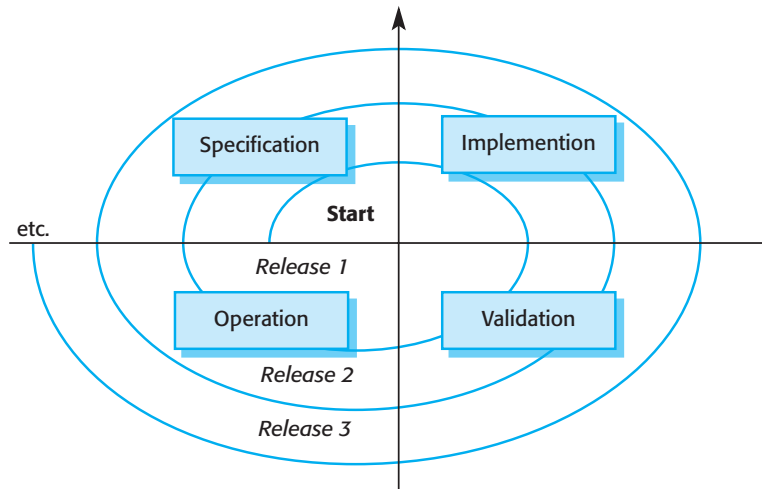 Specification
Implemention
Start
etc.
Release 1
Operation
Validation
Release 2
Release 3